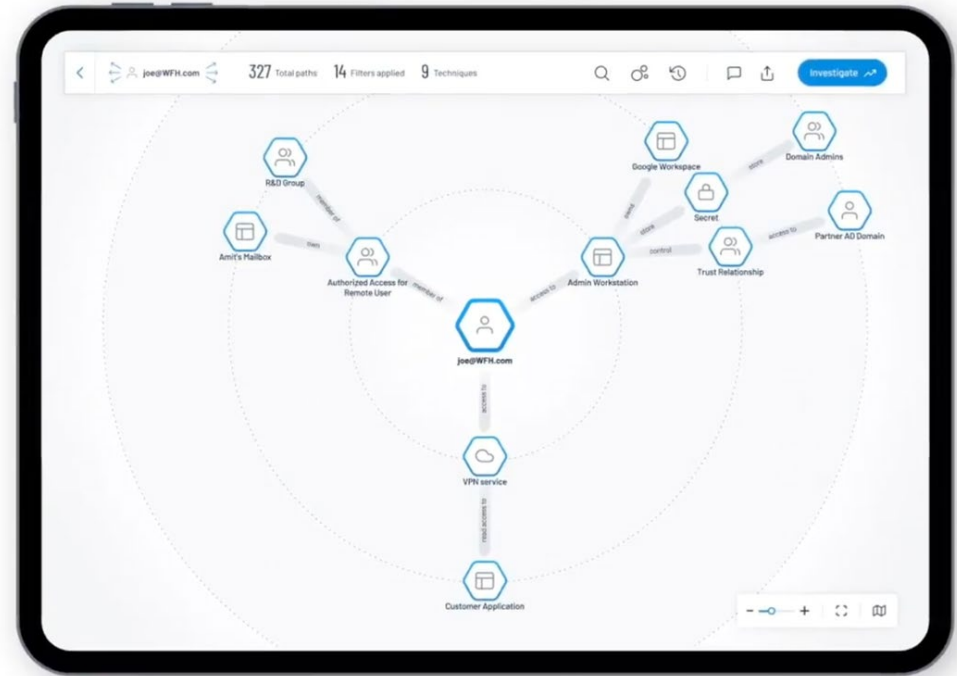 joe@WFH.com 327 Total paths 14 Filters applied 9 Techniques Investigate
R&D Group
member of
Amit's Mailbox
own
Authorized Access for
Remote User
member of
joe@WFH.com
access to
Admin Workstation
Google Workspace
store
Secret
store
Domain Admins
control
Trust Relationship
access to
Partner AD Domain
access to
VPN service
read access to
Customer Application